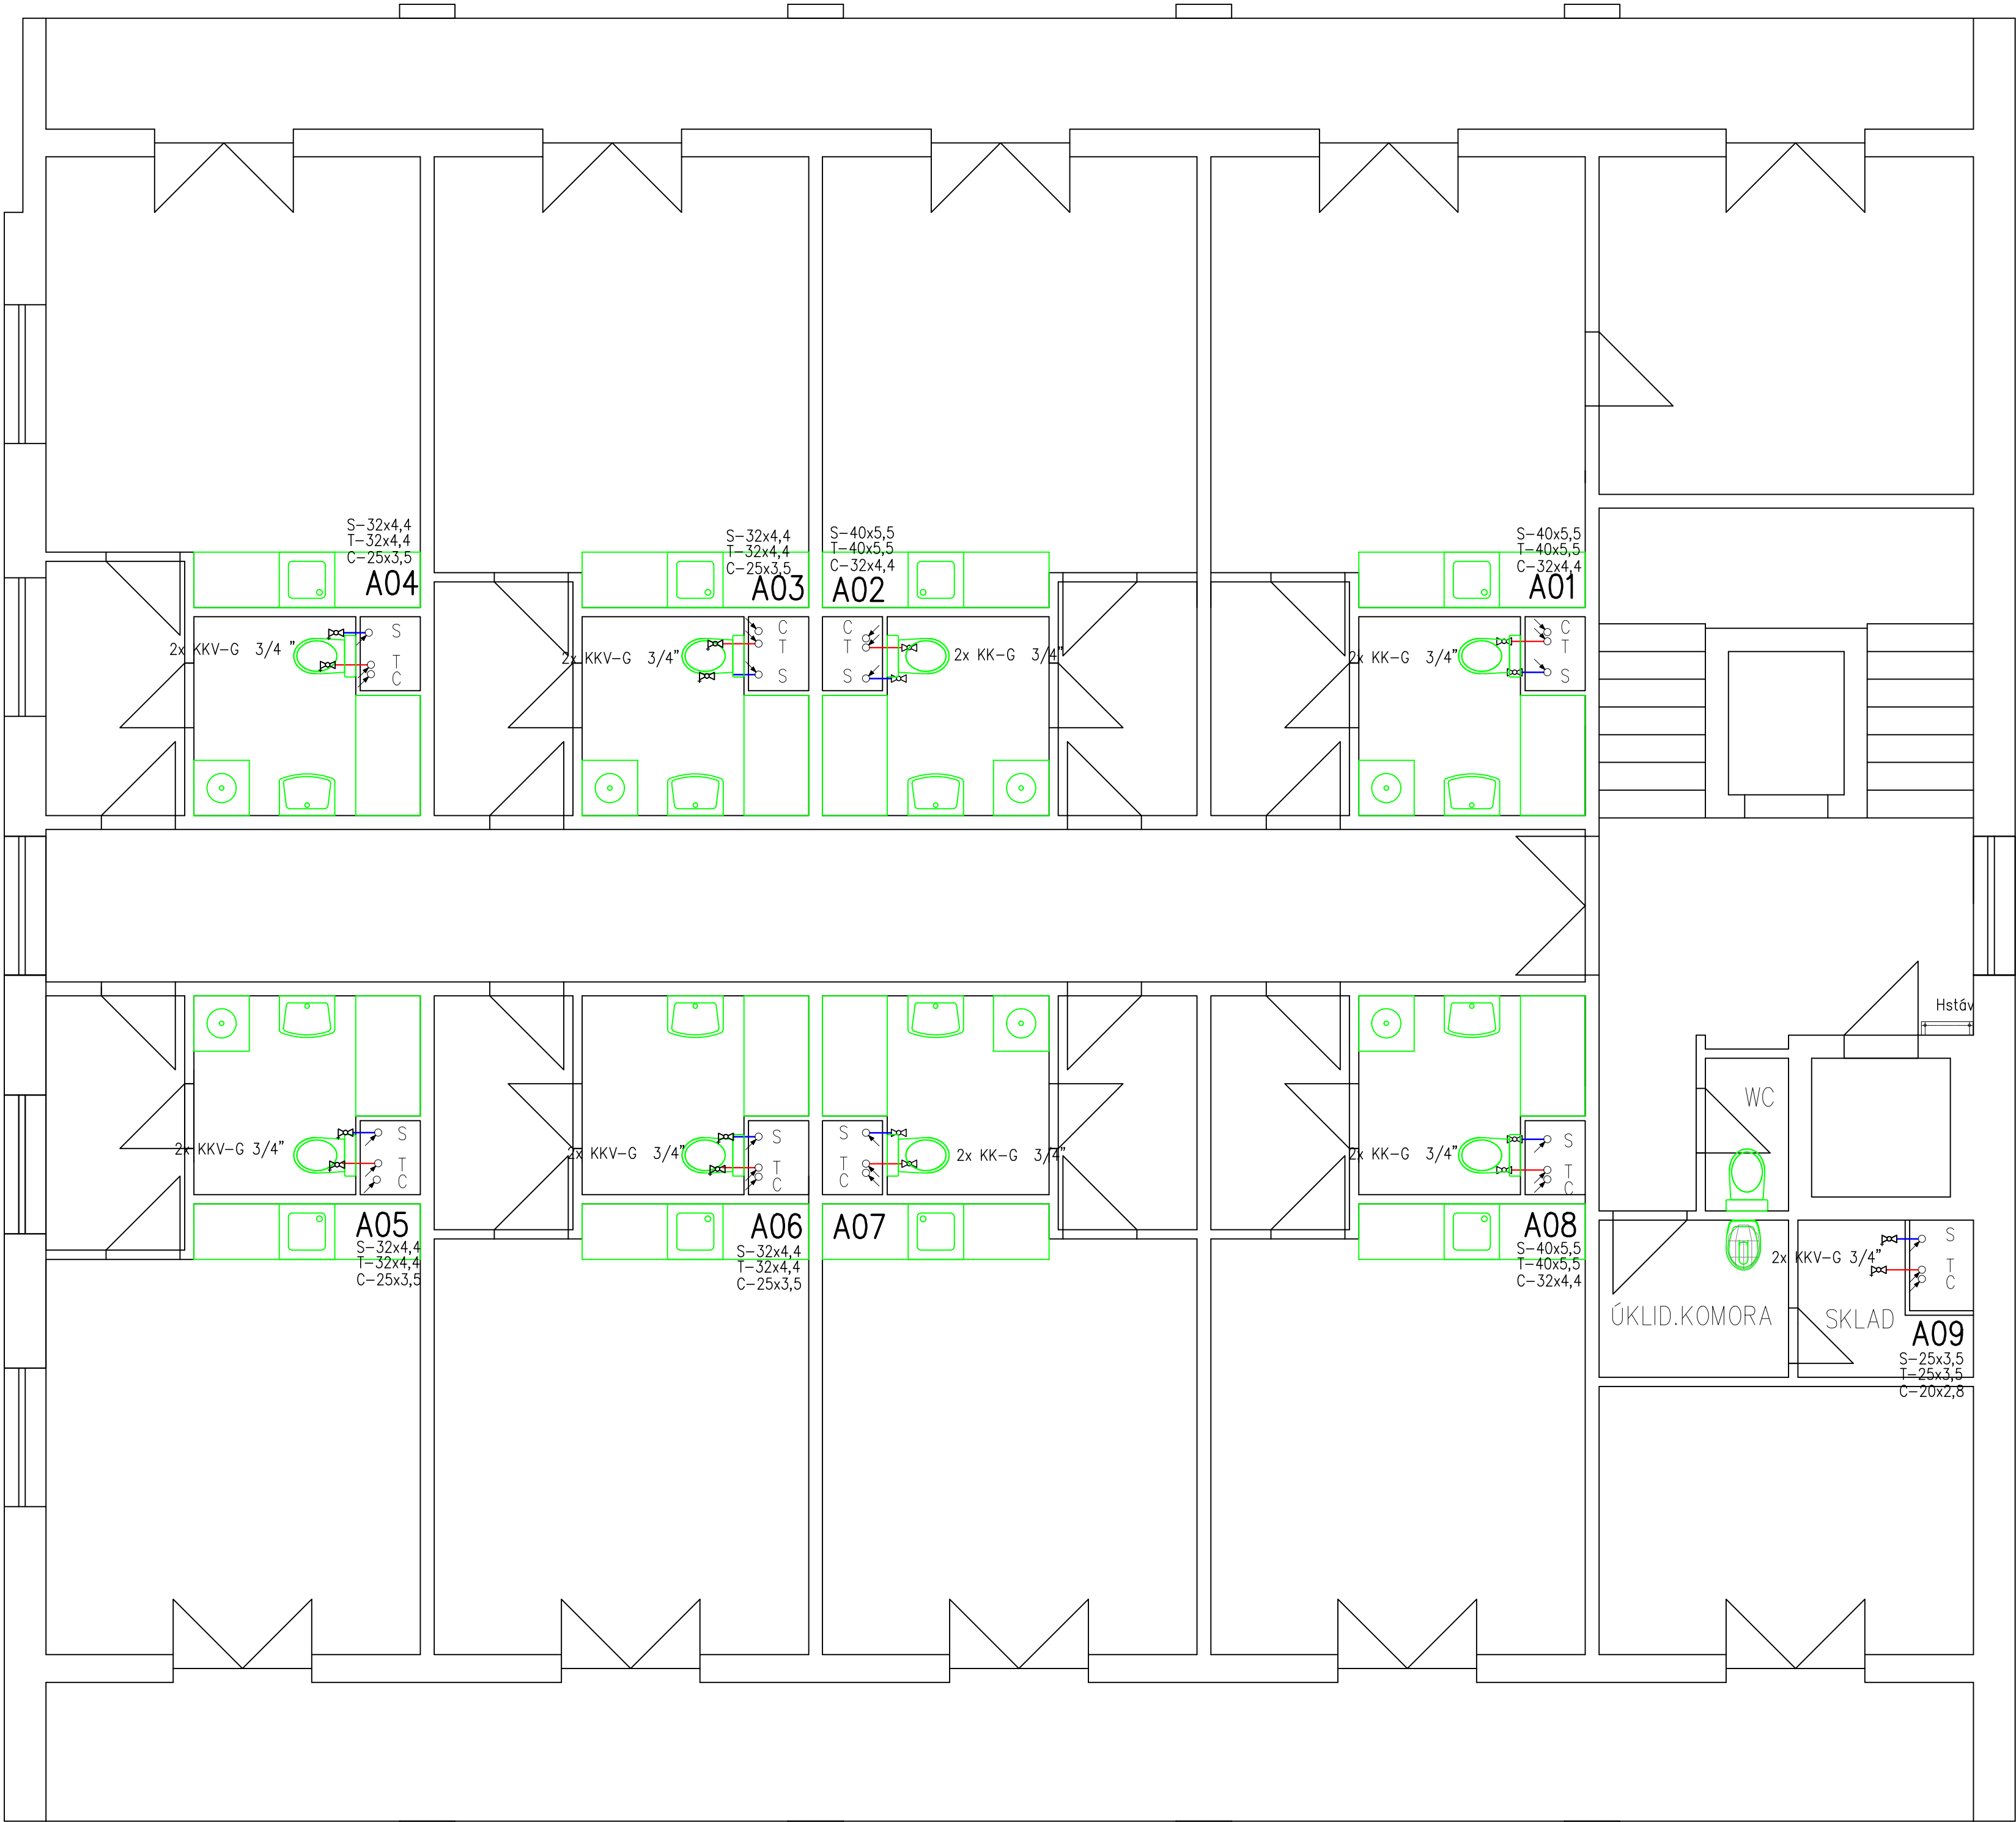 S-32x4,4
T-32x4,4
C-25x3,5
A04
S-32x4,4
T-32x4,4
C-25x3,5
A03
S-40x5,5
T-40x5,5
C-32x4,4
A02
S-40x5,5
T-40x5,5
C-32x4,4
A01
2x KKV-G 3/4 "
S
T
C
2x KKV-G 3/4"
C
T
S
C
T
S
2x KK-G 3/4"
2x KK-G 3/4"
C
T
S
Hstáv
WC
2x KKV-G 3/4"
S
T
C
2x KKV-G 3/4"
S
T
C
S
T
C
2x KK-G 3/4"
2x KK-G 3/4"
S
T
C
A05
S-32x4,4
T-32x4,4
C-25x3,5
A06
S-32x4,4
T-32x4,4
C-25x3,5
A07
A08
S-40x5,5
T-40x5,5
C-32x4,4
2x KKV-G 3/4"
S
T
C
ÚKLID.KOMORA
SKLAD
A09
S-25x3,5
T-25x3,5
C-20x2,8